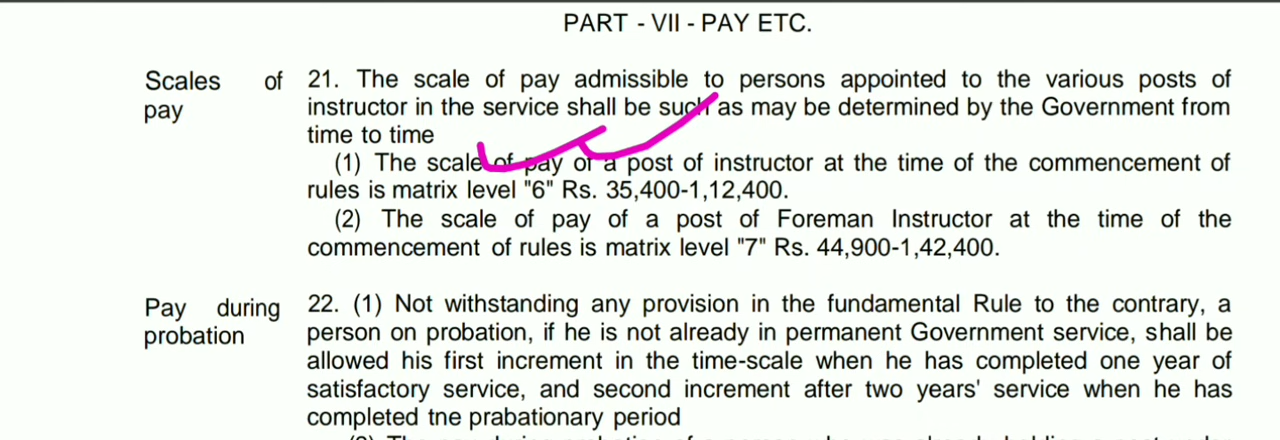 PART - VII - PAY ETC.
Scales of pay
21. The scale of pay admissible to persons appointed to the various posts of
instructor in the service shall be such as may be determined by the Government from
time to time
(1) The scale of pay of a post of instructor at the time of the commencement of
rules is matrix level "6" Rs. 35,400-1,12,400.
(2) The scale of pay of a post of Foreman Instructor at the time of the
commencement of rules is matrix level "7" Rs. 44,900-1,42,400.
Pay during
probation
22. (1) Not withstanding any provision in the fundamental Rule to the contrary, a
person on probation, if he is not already in permanent Government service, shall be
allowed his first increment in the time-scale when he has completed one year of
satisfactory service, and second increment after two years' service when he has
completed tne prabationary period